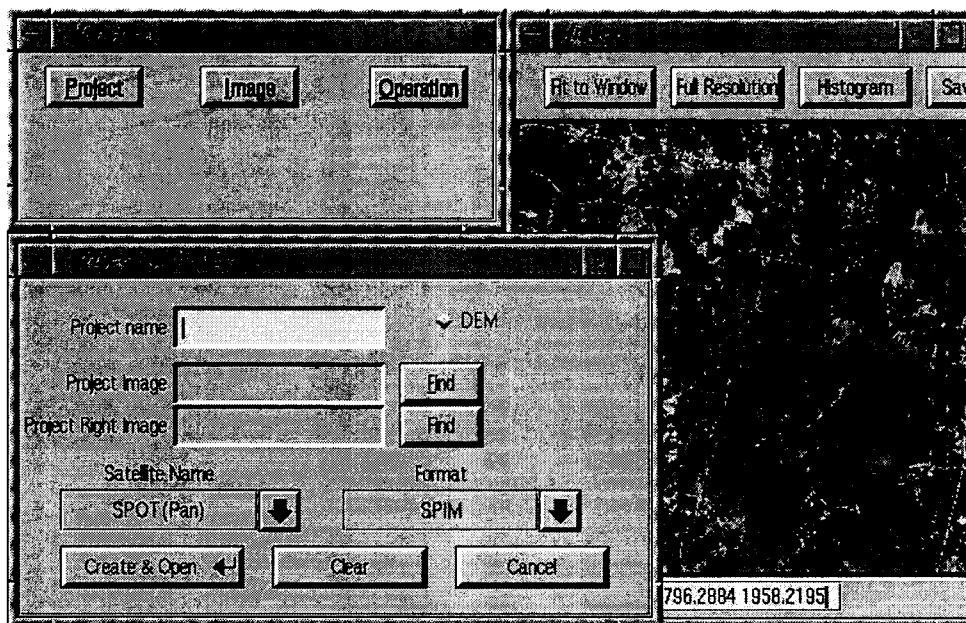 Project Image Operation
Fit to Window Full Resolution Histogram Sav
Project name DEM
Project Image Find
Project Right Image Find
Satellite Name Format
SPOT(Pan) SPIM
Create & Open Clear Cancel
796.2884 1958.2195